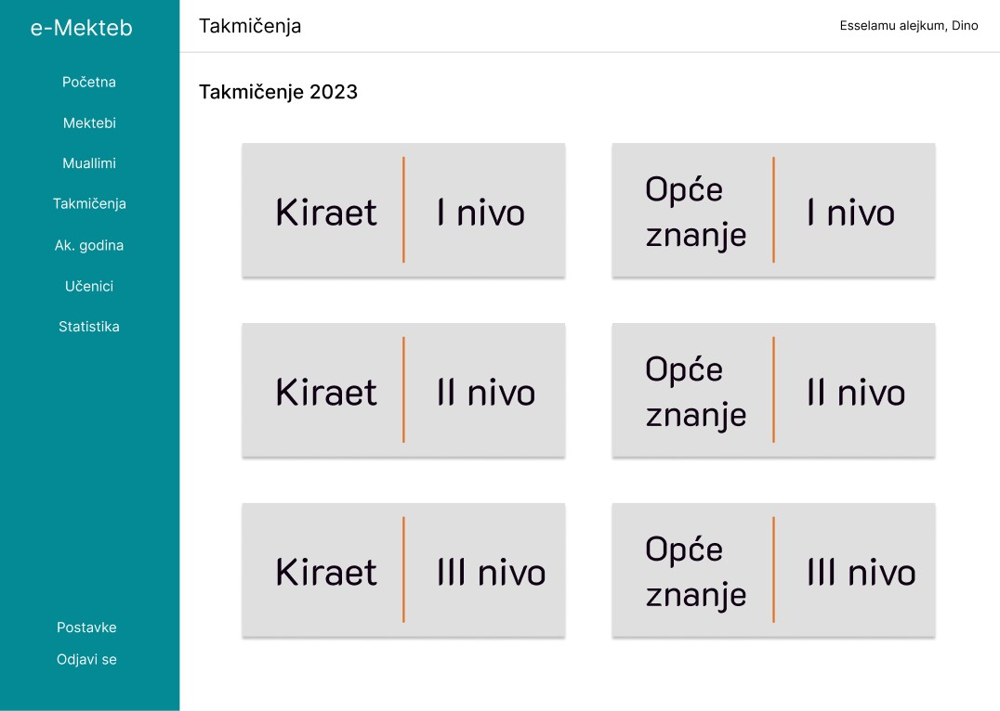 e-Mekteb
Početna
Mektebi
Muallimi
Takmičenja
Ak. godina
Učenici
Statistika
Postavke
Odjavi se
Takmičenja
Esselamu alejkum, Dino
Takmičenje 2023
Kiraet
I nivo
Opće
znanje
I nivo
Kiraet
II nivo
Opće
znanje
II nivo
Kiraet
III nivo
Opće
znanje
III nivo